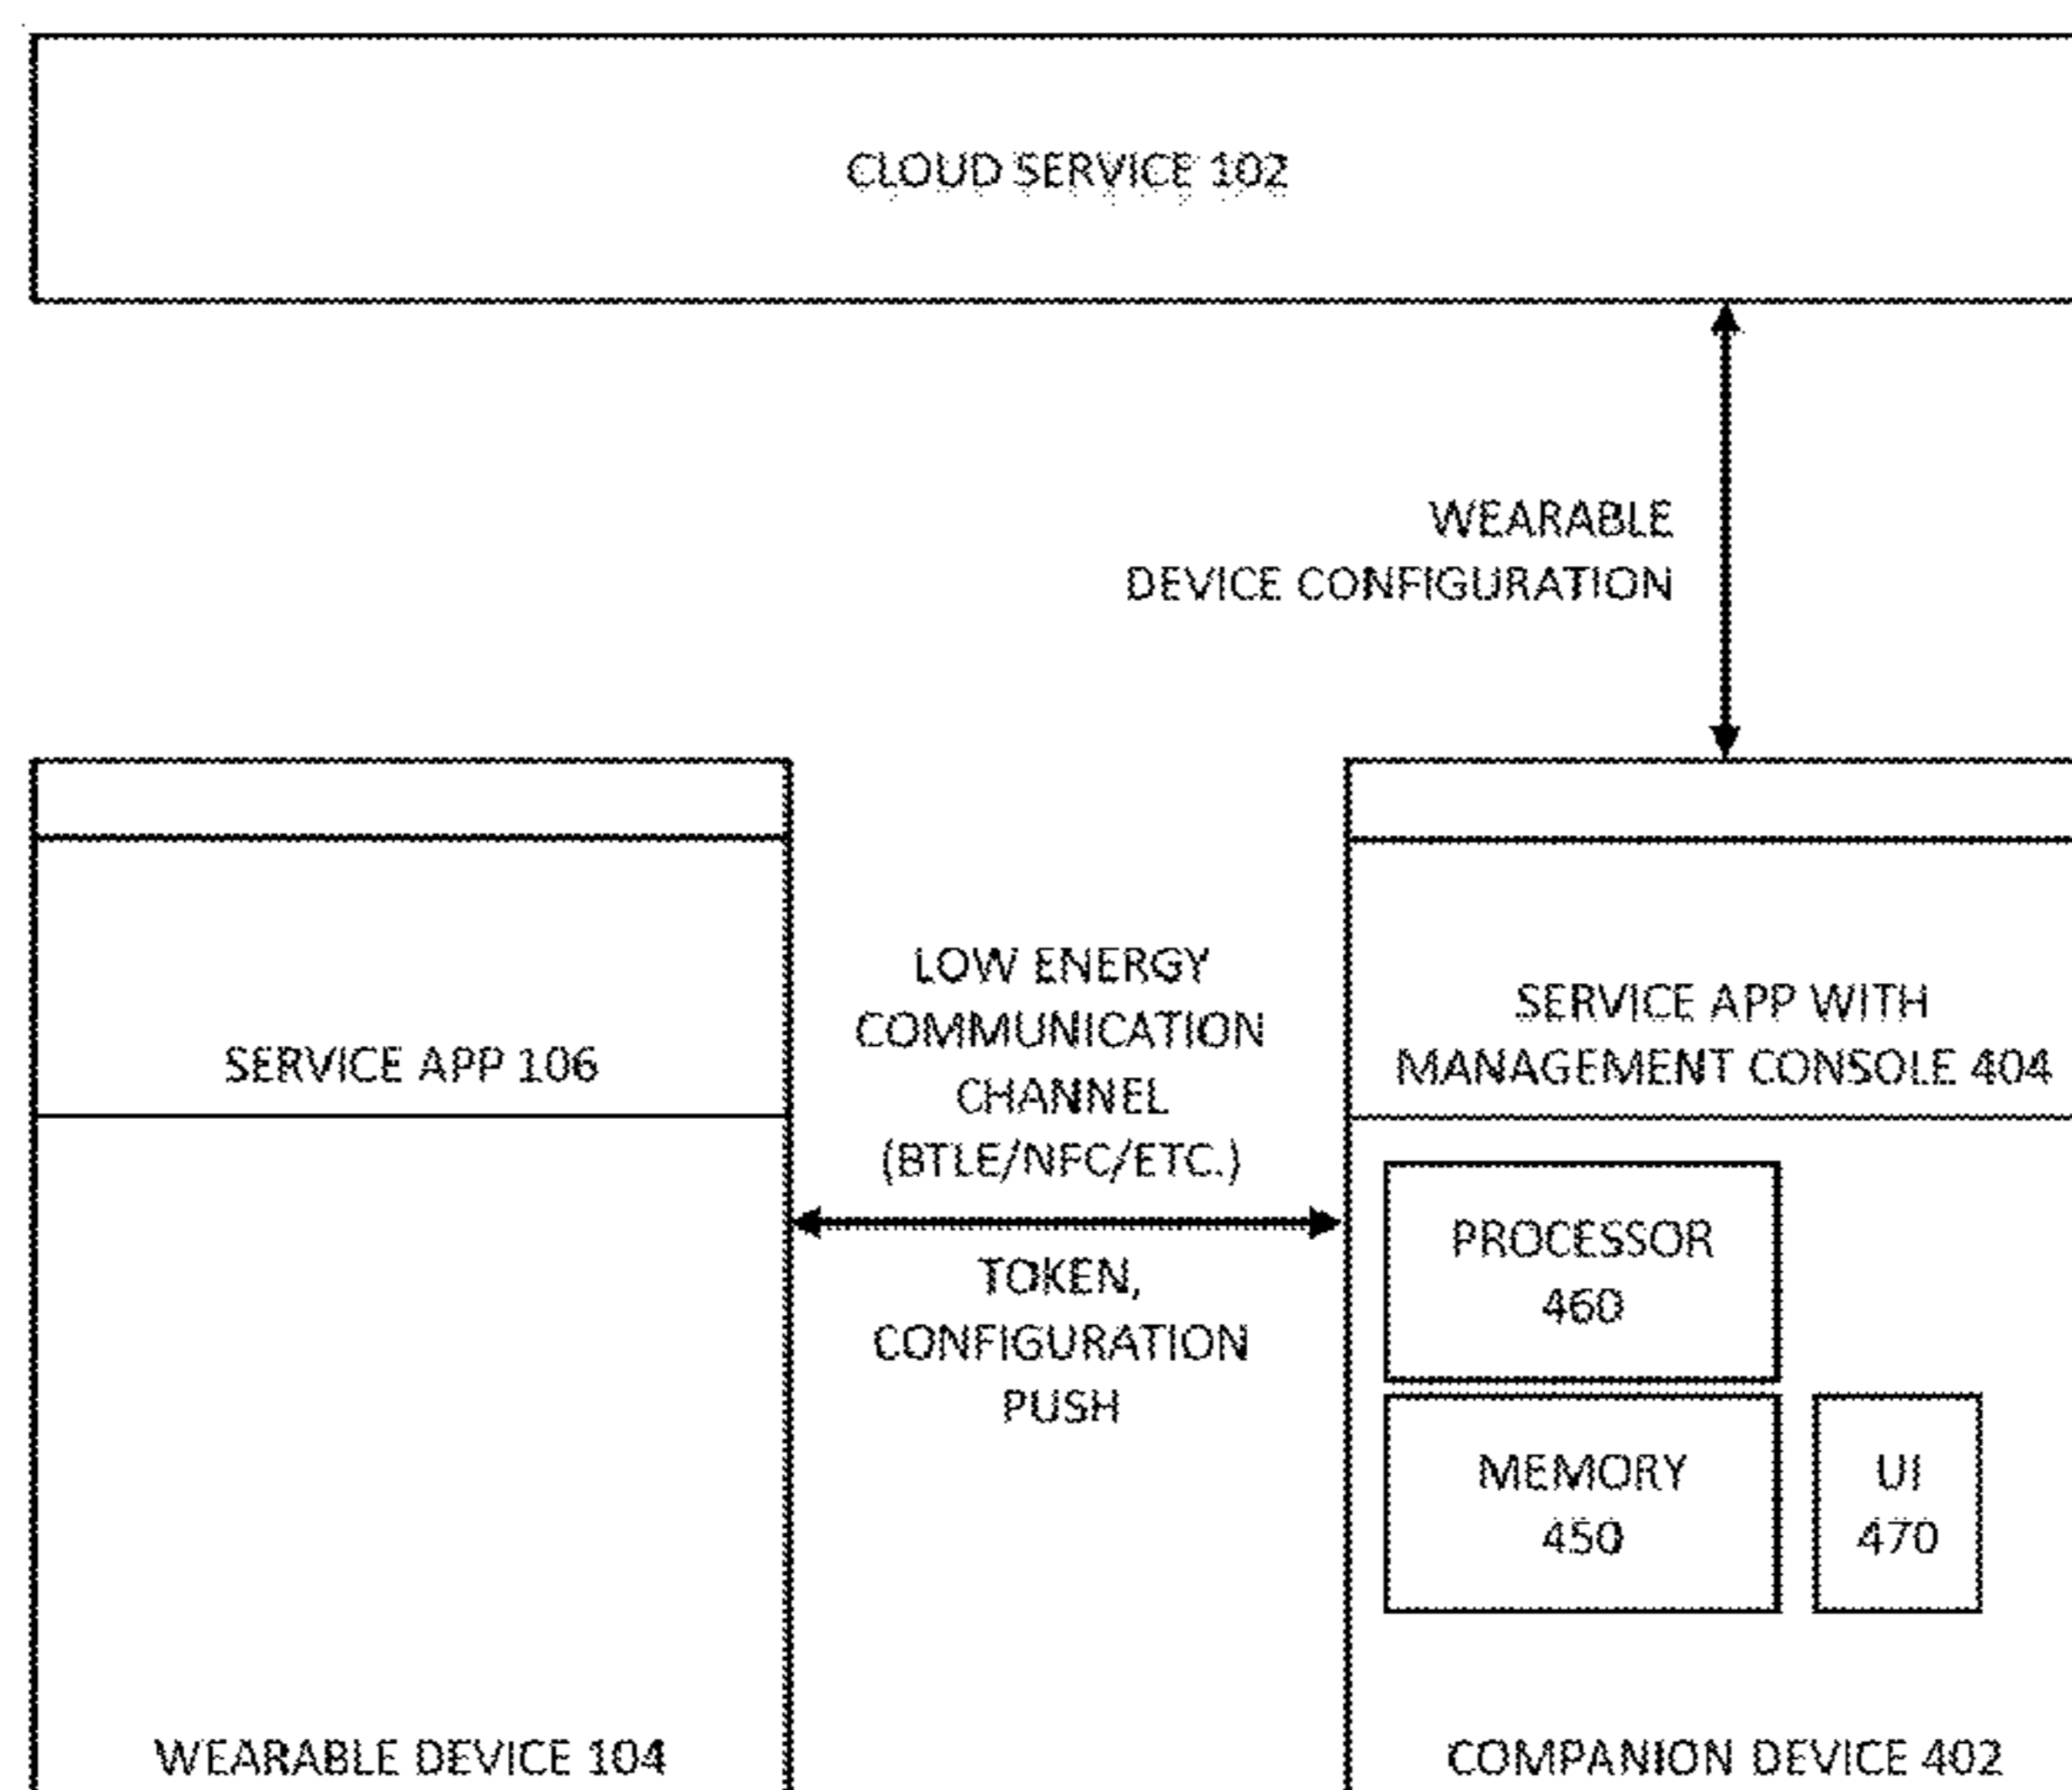 CLOUD SERVICE 102
WEARABLE
DEVICE CONFIGURATION
SERVICE APP 106
LOW ENERGY
COMMUNICATION
CHANNEL
(BTLE/NFC/ETC.)
TOKEN,
CONFIGURATION
PUSH
WEARABLE DEVICE 104
SERVICE APP WITH
MANAGEMENT CONSOLE 404
PROCESSOR
460
MEMORY
450
UI
470
COMPANION DEVICE 402